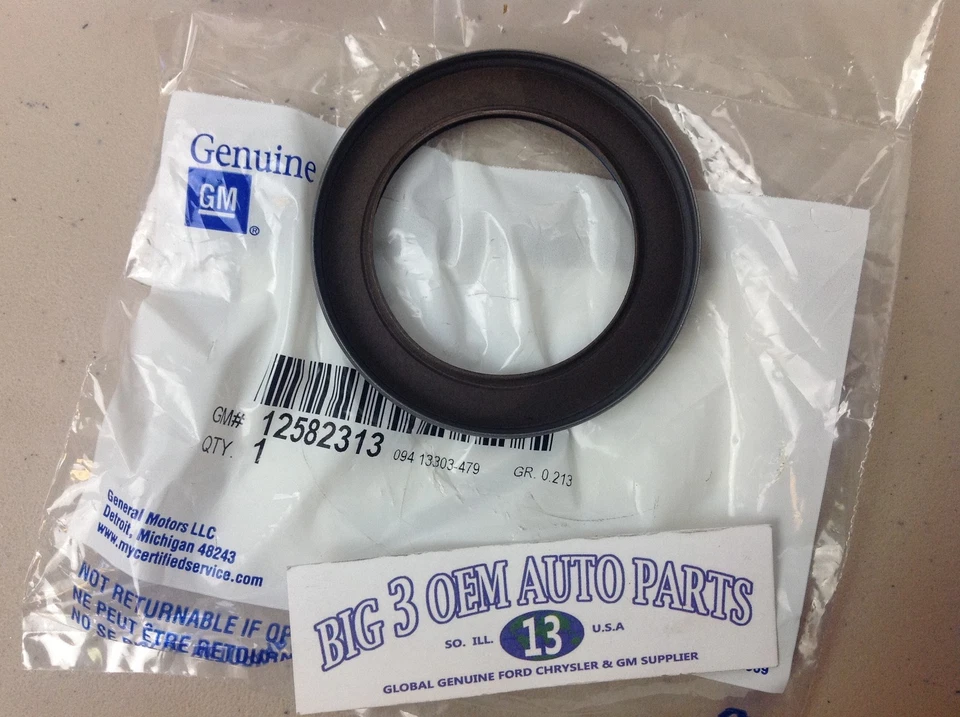 Genuine
GM
®
GM# 12582313 094 13303-479 GR. 0.213
QTY. 1
General Motors LLC
Detroit, Michigan 48243
www.mycertifiedservice.com
NOT RETURNABLE IF
NE PEUT ÊTRE RETOURN
NO SE
BIG 3 OEM AUTO PARTS
SO. ILL. 13 U.S.A
GLOBAL GENUINE FORD CHRYSLER & GM SUPPLIER